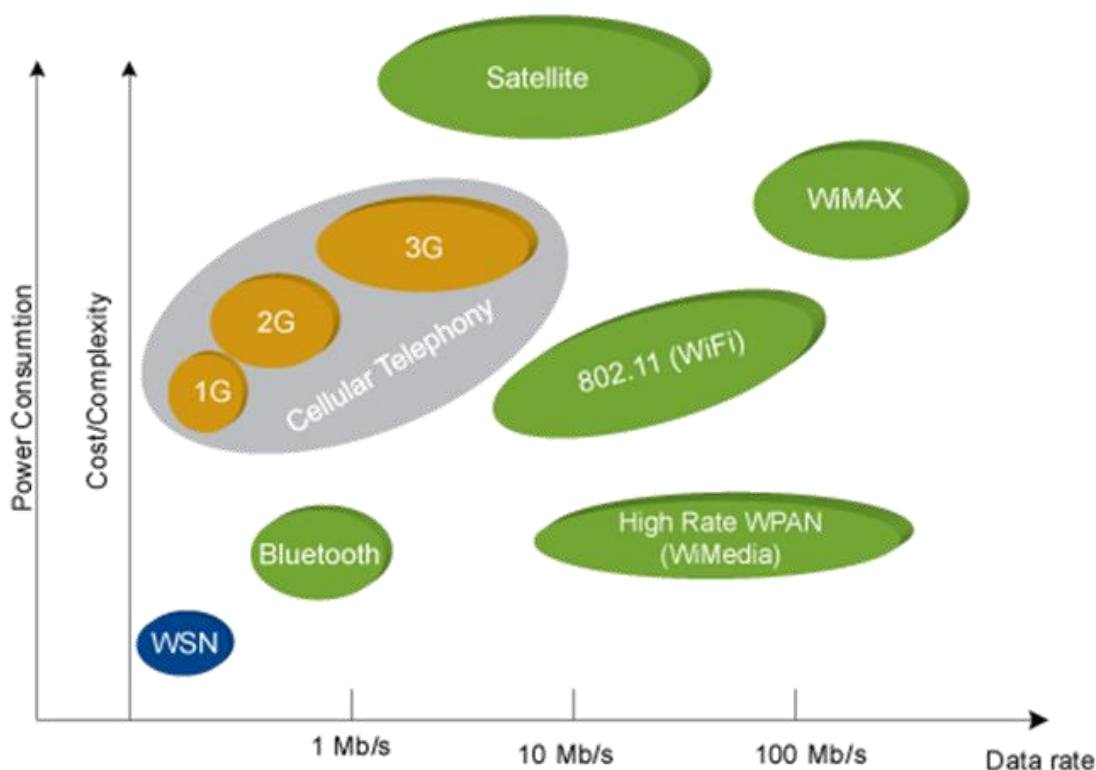 Satellite
WiMAX
3G
2G
1G
Cellular Telephony
802.11 (WiFi)
High Rate WPAN
(WiMedia)
Bluetooth
WSN
Power Consumtion
Cost/Complexity
1 Mb/s
10 Mb/s
100 Mb/s
Data rate